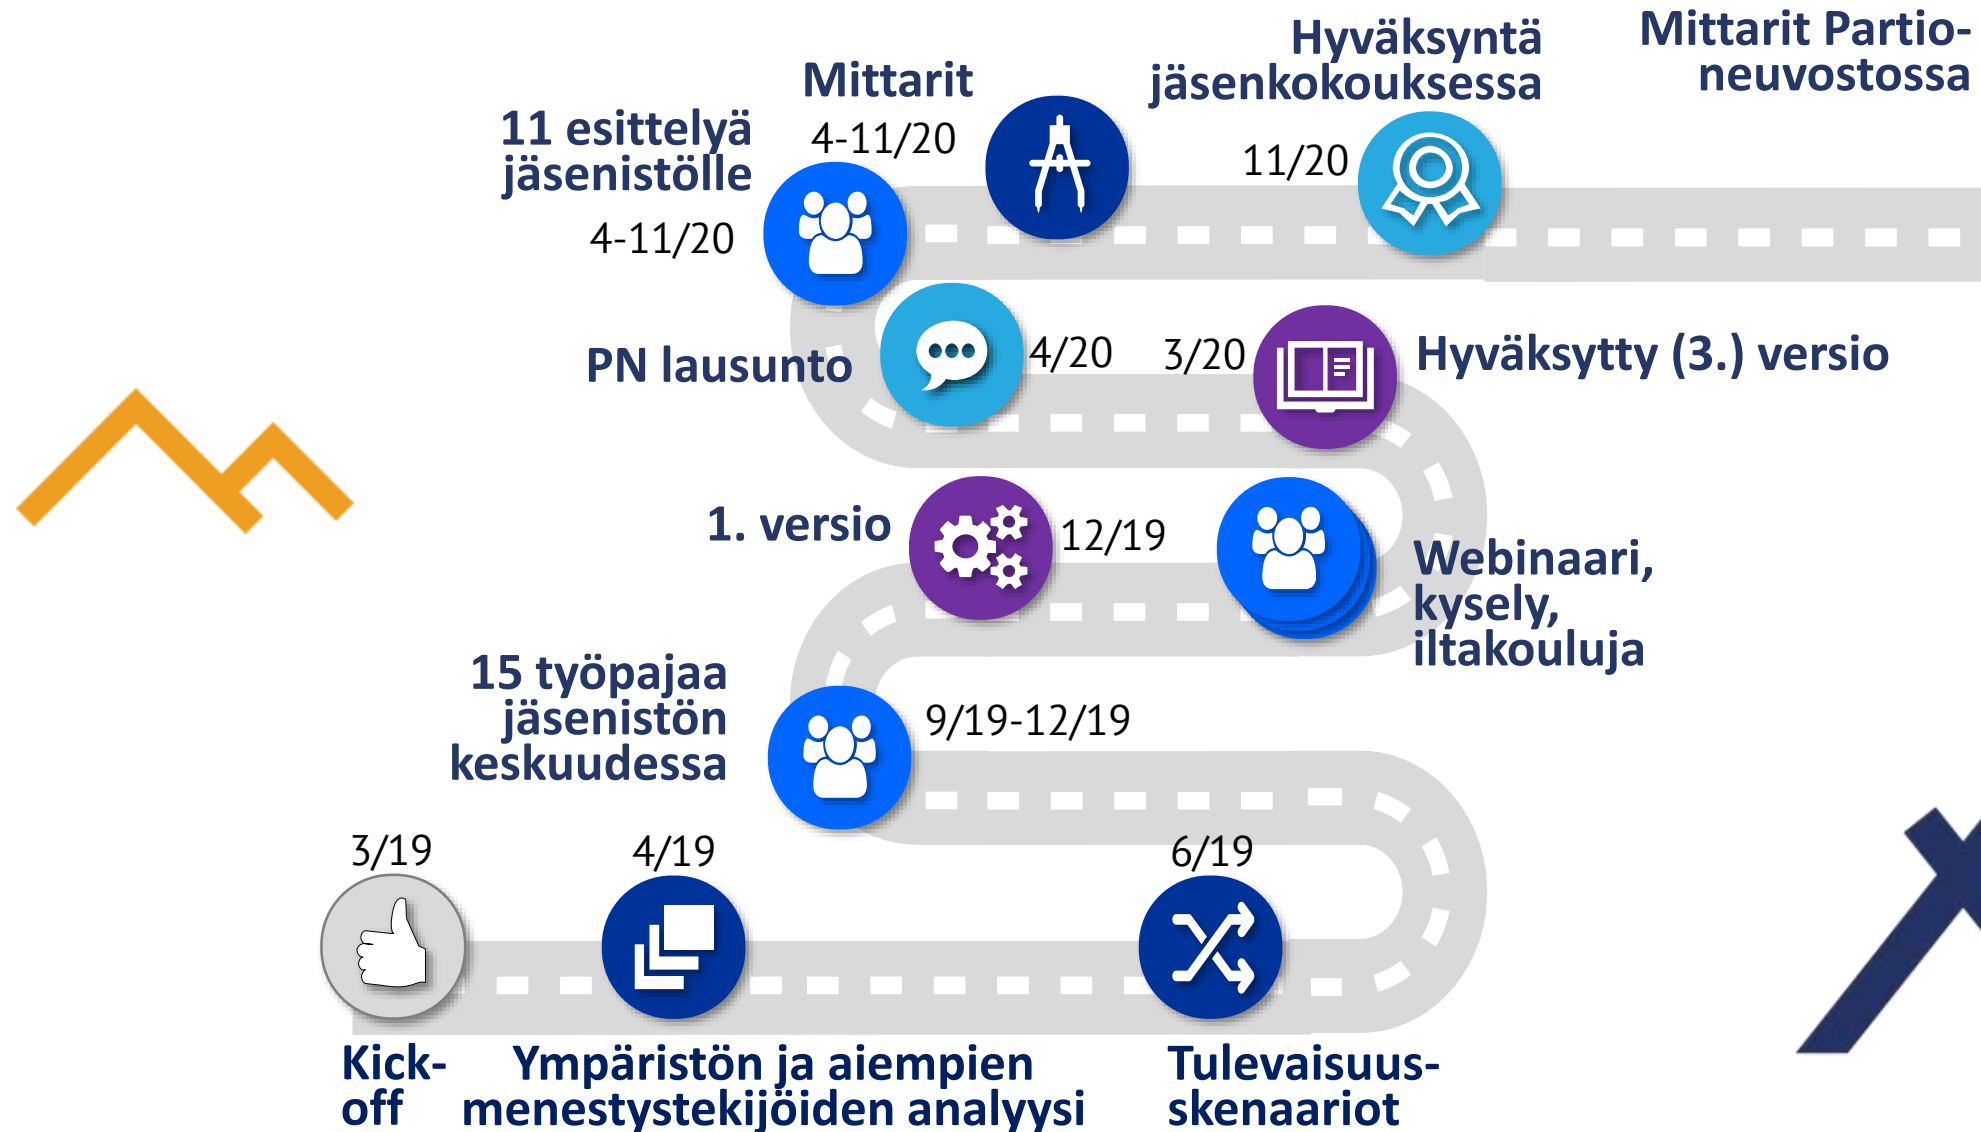 Mittarit Partio-
neuvostossa
Hyväksyntä
jäsenkokouksessa
11/20
Mittarit
4-11/20
11 esittelyä
jäsenistölle
4-11/20
PN lausunto
4/20
3/20
Hyväksytty (3.) versio
1. versio
12/19
Webinaari,
kysely,
iltakouluja
15 työpajaa
jäsenistön
keskuudessa
9/19-12/19
3/19
4/19
6/19
Kick-
off
Ympäristön ja aiempien
menestystekijöiden analyysi
Tulevaisuus-
skenaariot